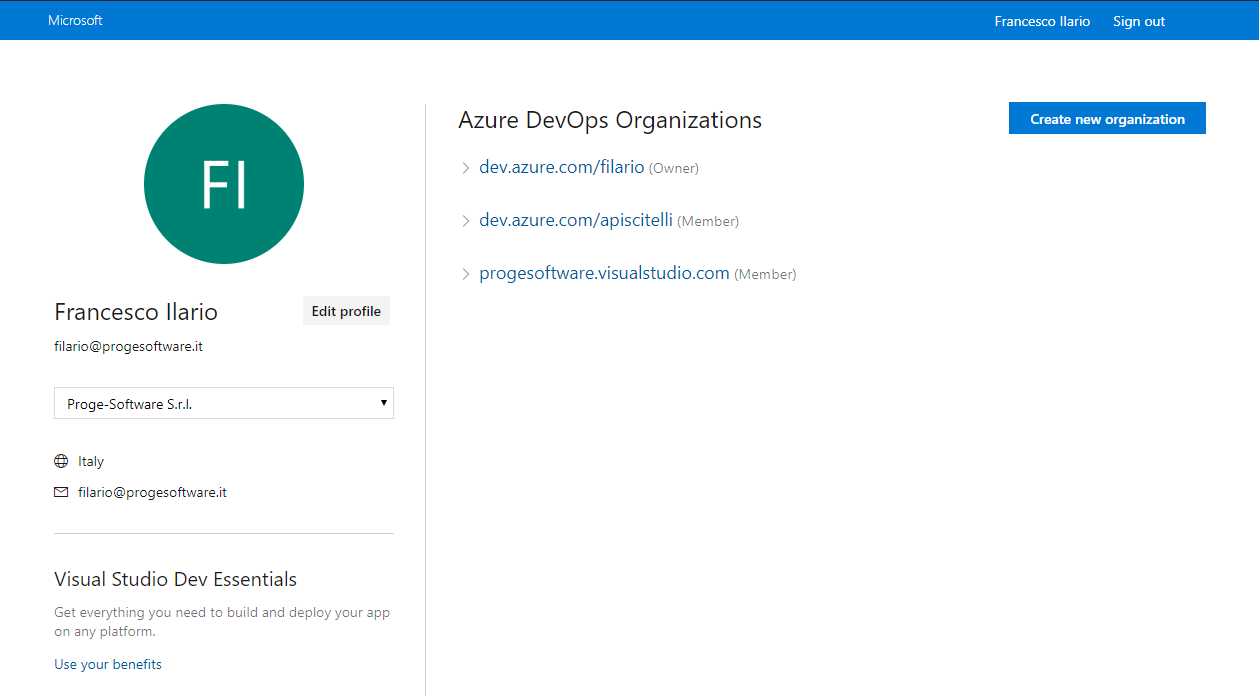 Microsoft
Francesco Ilario
Sign out
FI
Francesco Ilario
Edit profile
filario@progesoftware.it
Proge-Software S.r.l.
Italy
filario@progesoftware.it
Visual Studio Dev Essentials
Get everything you need to build and deploy your app
on any platform.
Use your benefits
Azure DevOps Organizations
Create new organization
dev.azure.com/filario (Owner)
dev.azure.com/apiscitelli (Member)
progesoftware.visualstudio.com (Member)